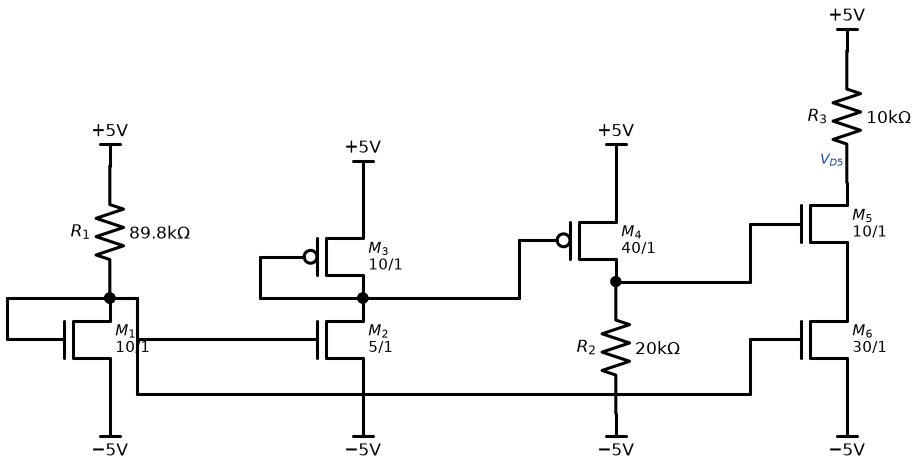 +5V
R3 10kΩ
VD5
+5V
+5V
+5V
R1 89.8kΩ
M5
10/1
M4
40/1
M3
10/1
M1
10/1
M2
5/1
M6
30/1
R2 20kΩ
−5V
−5V
−5V
−5V